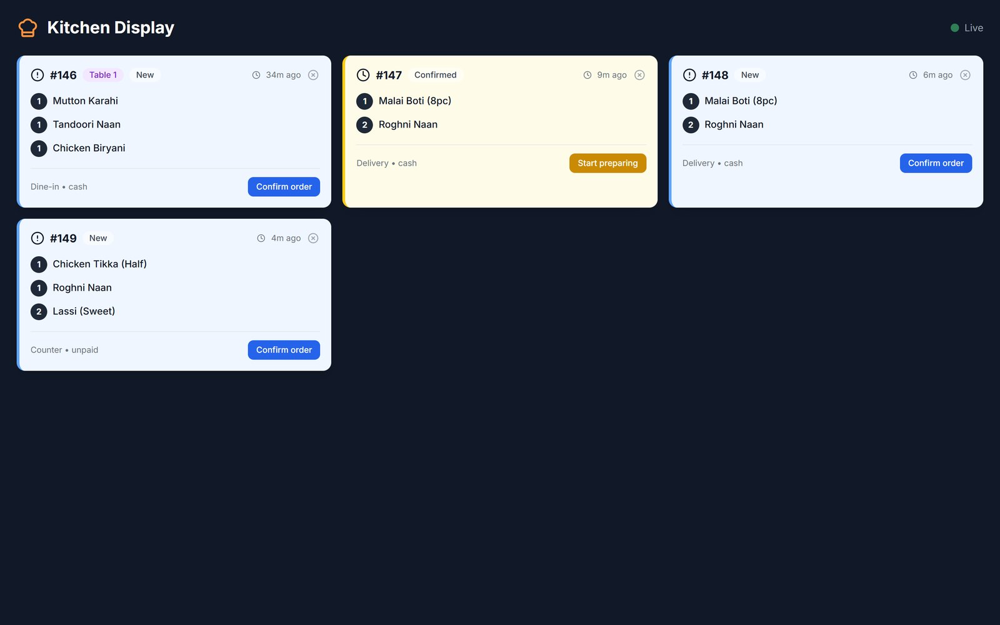 Kitchen Display
Live
#146 Table 1 New 34m ago
1 Mutton Karahi
1 Tandoori Naan
1 Chicken Biryani
Dine-in • cash Confirm order
#147 Confirmed 9m ago
1 Malai Boti (8pc)
2 Roghni Naan
Delivery • cash Start preparing
#148 New 6m ago
1 Malai Boti (8pc)
2 Roghni Naan
Delivery • cash Confirm order
#149 New 4m ago
1 Chicken Tikka (Half)
1 Roghni Naan
2 Lassi (Sweet)
Counter • unpaid Confirm order